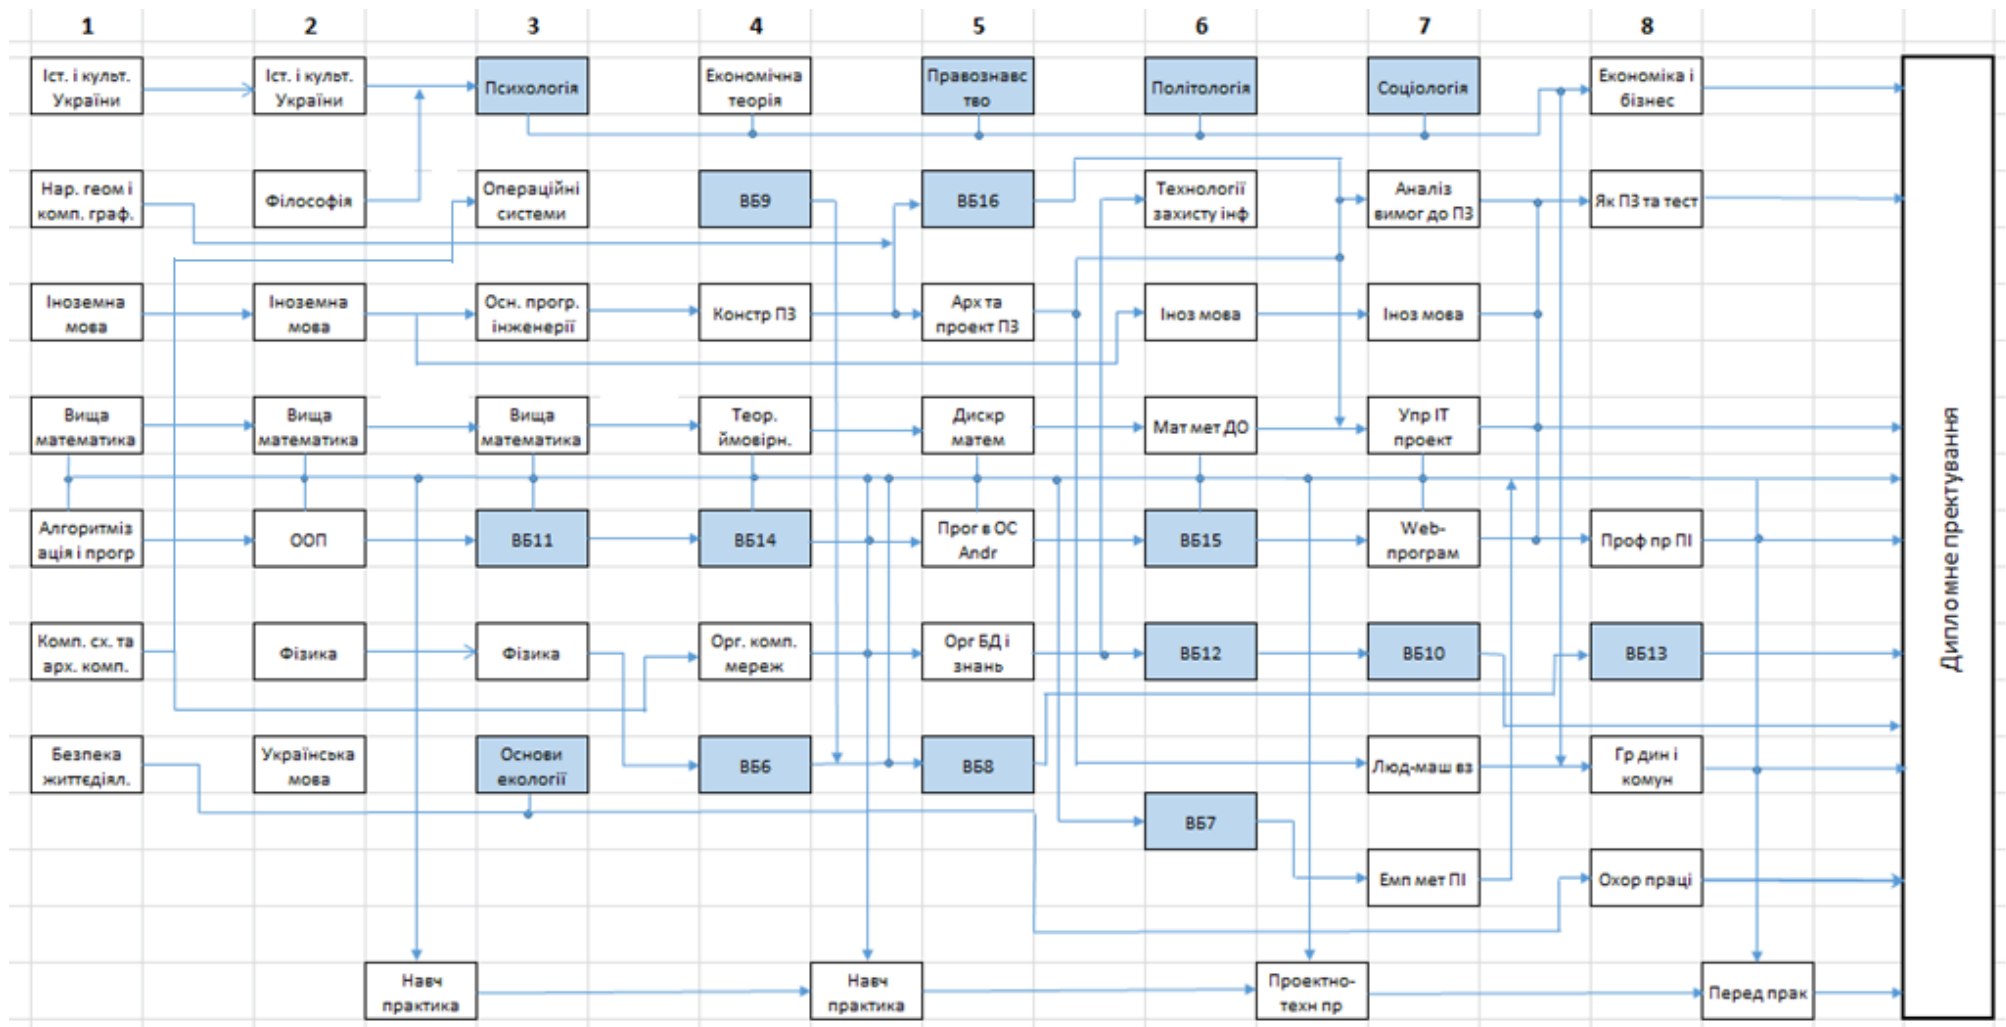 1 2 3 4 5 6 7 8
Іст. і культ.
України
Іст. і культ.
України
Психологія
Економічна
теорія
Правознавс
тво
Політологія
Соціологія
Економіка і
бізнес
Нар. геом і
комп. граф.
Філософія
Операційні
системи
ВБ9
ВБ16
Технології
захисту інф
Аналіз
вимог до ПЗ
Як ПЗ та тест
Іноземна
мова
Іноземна
мова
Осн. прогр.
інженерії
Констр ПЗ
Арх та
проект ПЗ
Іноз мова
Іноз мова
Вища
математика
Вища
математика
Вища
математика
Теор.
ймовірн.
Дискр
матем
Мат мет ДО
Упр ІТ
проект
Алгоритміз
ація і прогр
ООП
ВБ11
ВБ14
Прог в ОС
Andr
ВБ15
Web-
програм
Проф пр ПІ
Комп. сх. та
арх. комп.
Фізика
Фізика
Орг. комп.
мереж
Орг БД і
знань
ВБ12
ВБ10
ВБ13
Безпека
життєдіял.
Українська
мова
Основи
екології
ВБ6
ВБ8
Люд-маш вз
Гр дин і
комун
ВБ7
Емп мет ПІ
Охор праці
Навч
практика
Навч
практика
Проектно-
техн пр
Перед прак
Дипломне пректування